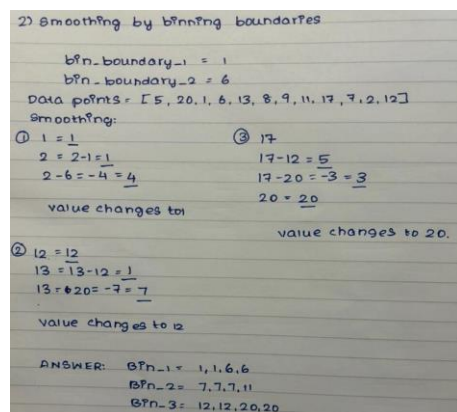 2) Smoothing by binning boundaries
bin_boundary_1 = 1
bin_boundary_2 = 6
Data points = [5, 20, 1, 6, 13, 8, 9, 11, 17, 7, 2, 12]
Smoothing:
① 1 = 1
2 = 2-1 = 1
2-6 = -4 = 4
value changes to1
② 12 = 12
13 = 13-12 = 1
13 = 20 = -7 = 7
value changes to 12
③ 17
17-12 = 5
17-20 = -3 = 3
20 = 20
value changes to 20.
ANSWER: Bin_1 = 1,1,6,6
Bin_2 = 7,7,7,11
Bin_3 = 12,12,20,20